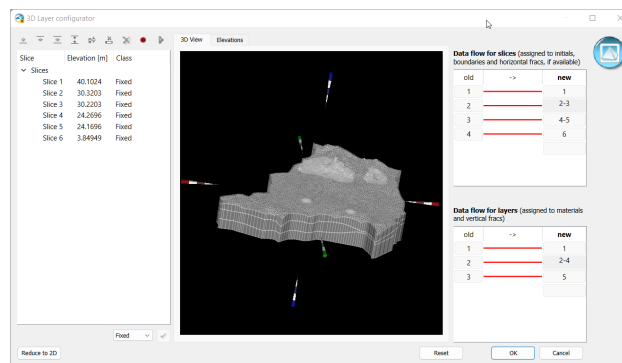 3D Layer configurator
3D View Elevations
Slice Elevation [m] Class
Slices
Slice 1 40.1024 Fixed
Slice 2 30.3203 Fixed
Slice 3 30.2203 Fixed
Slice 4 24.2696 Fixed
Slice 5 24.1696 Fixed
Slice 6 3.84949 Fixed
Fixed
Data flow for slices (assigned to initials,
boundaries and horizontal fracs, if available)
old -> new
1 1
2 2-3
3 4-5
4 6
Data flow for layers (assigned to materials
and vertical fracs)
old -> new
1 1
2 2-4
3 5
Reduce to 2D Reset OK Cancel